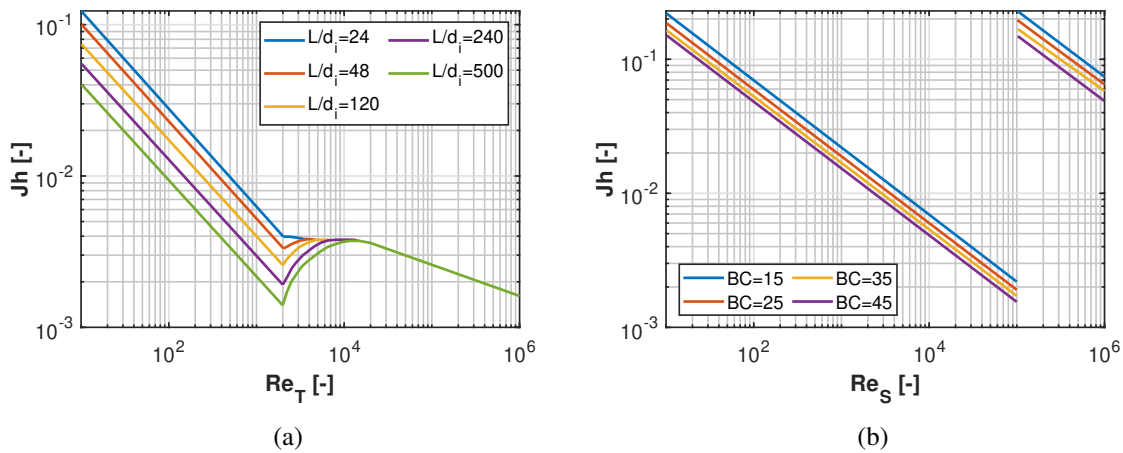 10^-1
10^-2
10^-3
Jh [-]
L/d_i=24
L/d_i=240
L/d_i=48
L/d_i=500
L/d_i=120
10^2
10^4
10^6
Re_T [-]
(a)
10^-1
10^-2
10^-3
Jh [-]
BC=15
BC=35
BC=25
BC=45
10^2
10^4
10^6
Re_S [-]
(b)